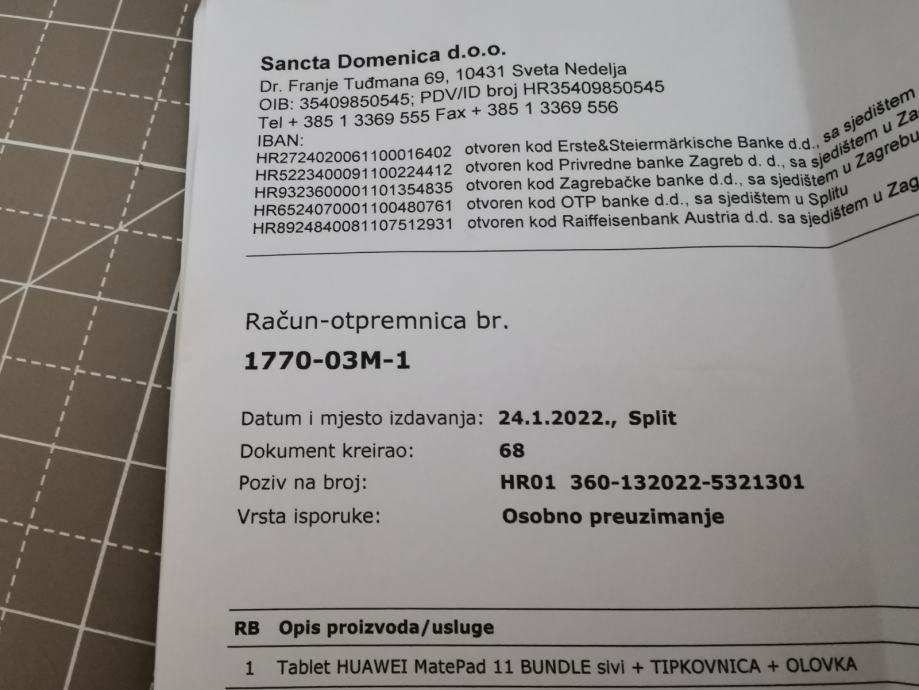 Sancta Domenica d.o.o.
Dr. Franje Tuđmana 69, 10431 Sveta Nedelja
OIB: 35409850545; PDV/ID broj HR35409850545
Tel + 385 1 3369 555 Fax + 385 1 3369 556
IBAN:
HR2724020061100016402 otvoren kod Erste&Steiermärkische Banke d.d., sa sjedištem
HR5223400091100224412 otvoren kod Privredne banke Zagreb d. d., sa sjedištem u Za
HR9323600001101354835 otvoren kod Zagrebačke banke d.d., sa sjedištem u Zagrebu
HR6524070001100480761 otvoren kod OTP banke d.d., sa sjedištem u Splitu
HR8924840081107512931 otvoren kod Raiffeisenbank Austria d.d. sa sjedištem u Zag
Račun-otpremnica br.
1770-03M-1
Datum i mjesto izdavanja: 24.1.2022., Split
Dokument kreirao: 68
Poziv na broj: HR01 360-132022-5321301
Vrsta isporuke: Osobno preuzimanje
RB Opis proizvoda/usluge
1 Tablet HUAWEI MatePad 11 BUNDLE sivi + TIPKOVNICA + OLOVKA